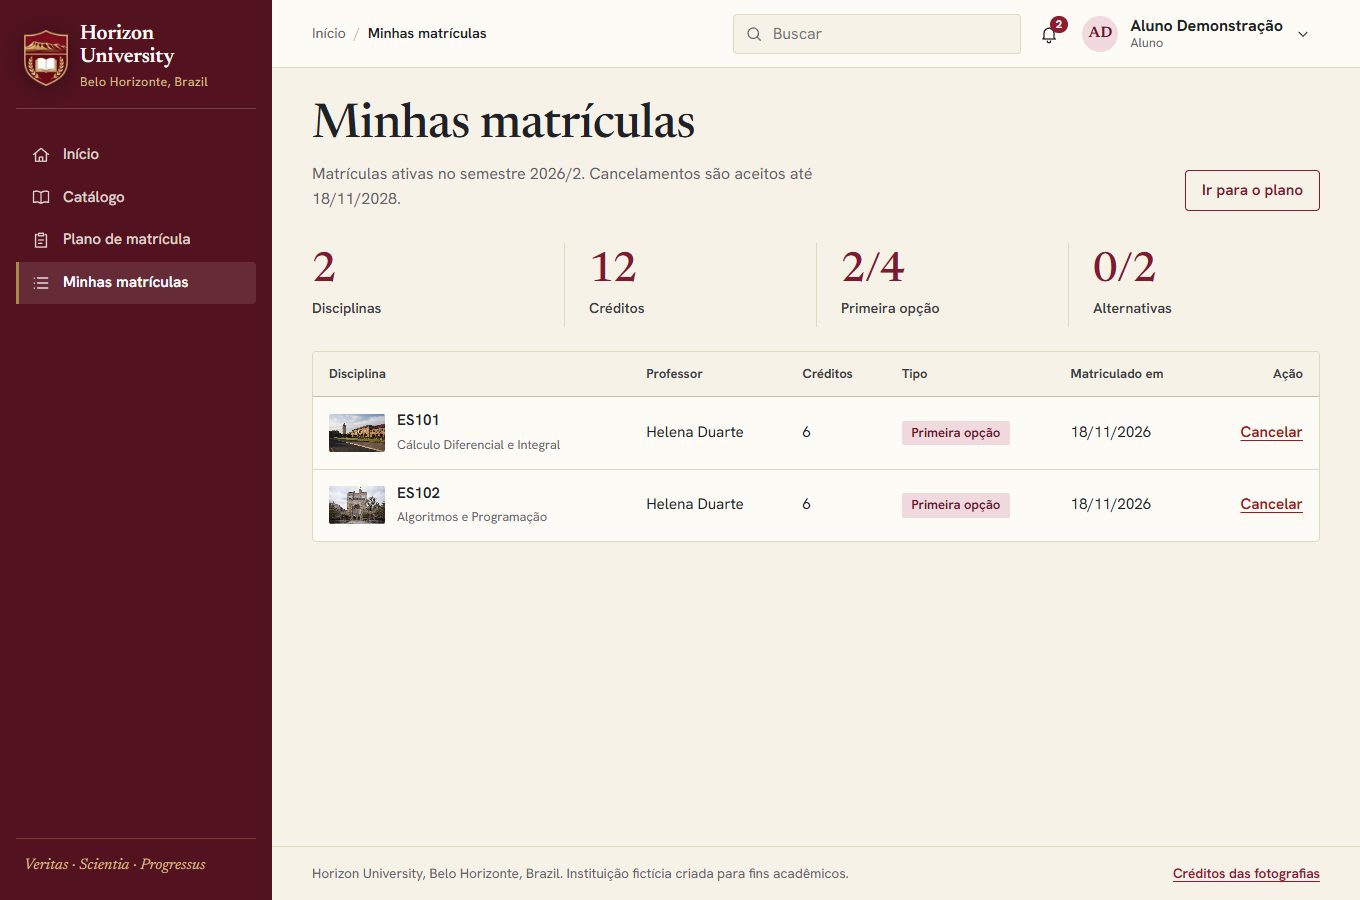 Horizon
University
Belo Horizonte, Brazil
Início
Catálogo
Plano de matrícula
Minhas matrículas
Veritas · Scientia · Progressus
Início / Minhas matrículas
Buscar
2
AD
Aluno Demonstração
Aluno
Minhas matrículas
Matrículas ativas no semestre 2026/2. Cancelamentos são aceitos até
18/11/2028.
Ir para o plano
2
Disciplinas
12
Créditos
2/4
Primeira opção
0/2
Alternativas
Disciplina Professor Créditos Tipo Matriculado em Ação
ES101
Cálculo Diferencial e Integral
Helena Duarte 6 Primeira opção 18/11/2026 Cancelar
ES102
Algoritmos e Programação
Helena Duarte 6 Primeira opção 18/11/2026 Cancelar
Horizon University, Belo Horizonte, Brazil. Instituição fictícia criada para fins acadêmicos.
Créditos das fotografias